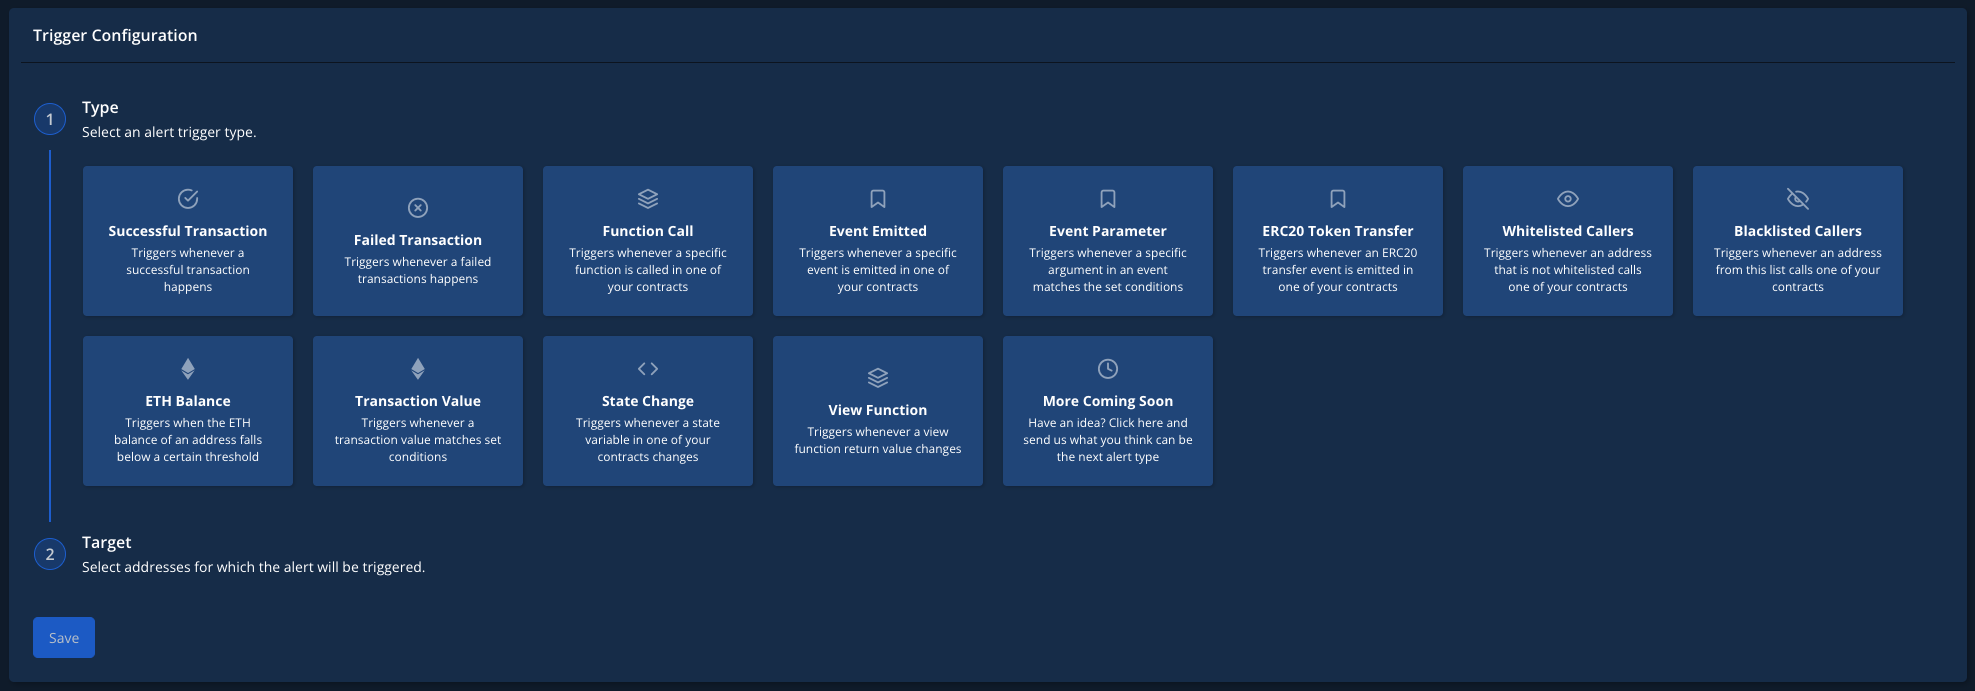 Trigger Configuration
1
Type
Select an alert trigger type.
Successful Transaction
Triggers whenever a
successful transaction
happens
Failed Transaction
Triggers whenever a failed
transactions happens
Function Call
Triggers whenever a specific
function is called in one of
your contracts
Event Emitted
Triggers whenever a specific
event is emitted in one of
your contracts
Event Parameter
Triggers whenever a specific
argument in an event
matches the set conditions
ERC20 Token Transfer
Triggers whenever an ERC20
transfer event is emitted in
one of your contracts
Whitelisted Callers
Triggers whenever an address
that is not whitelisted calls
one of your contracts
Blacklisted Callers
Triggers whenever an address
from this list calls one of your
contracts
ETH Balance
Triggers when the ETH
balance of an address falls
below a certain threshold
Transaction Value
Triggers whenever a
transaction value matches set
conditions
State Change
Triggers whenever a state
variable in one of your
contracts changes
View Function
Triggers whenever a view
function return value changes
More Coming Soon
Have an idea? Click here and
send us what you think can be
the next alert type
2
Target
Select addresses for which the alert will be triggered.
Save